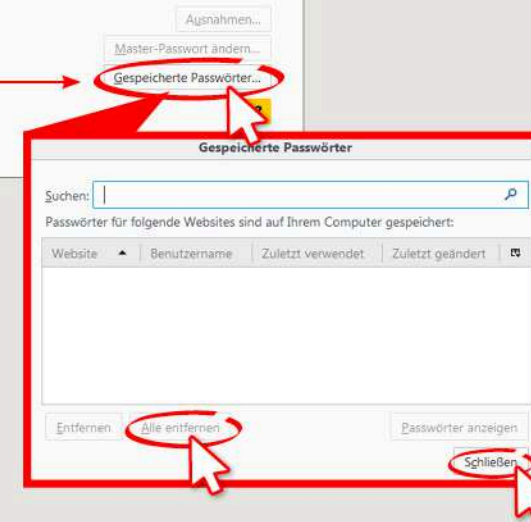 Ausnahmen...
Master-Passwort ändern...
Gespeicherte Passwörter...
?
Gespeicherte Passwörter
Suchen:
Passwörter für folgende Websites sind auf Ihrem Computer gespeichert:
Website Benutzername Zuletzt verwendet Zuletzt geändert
Entfernen Alle entfernen Passwörter anzeigen
Schließen